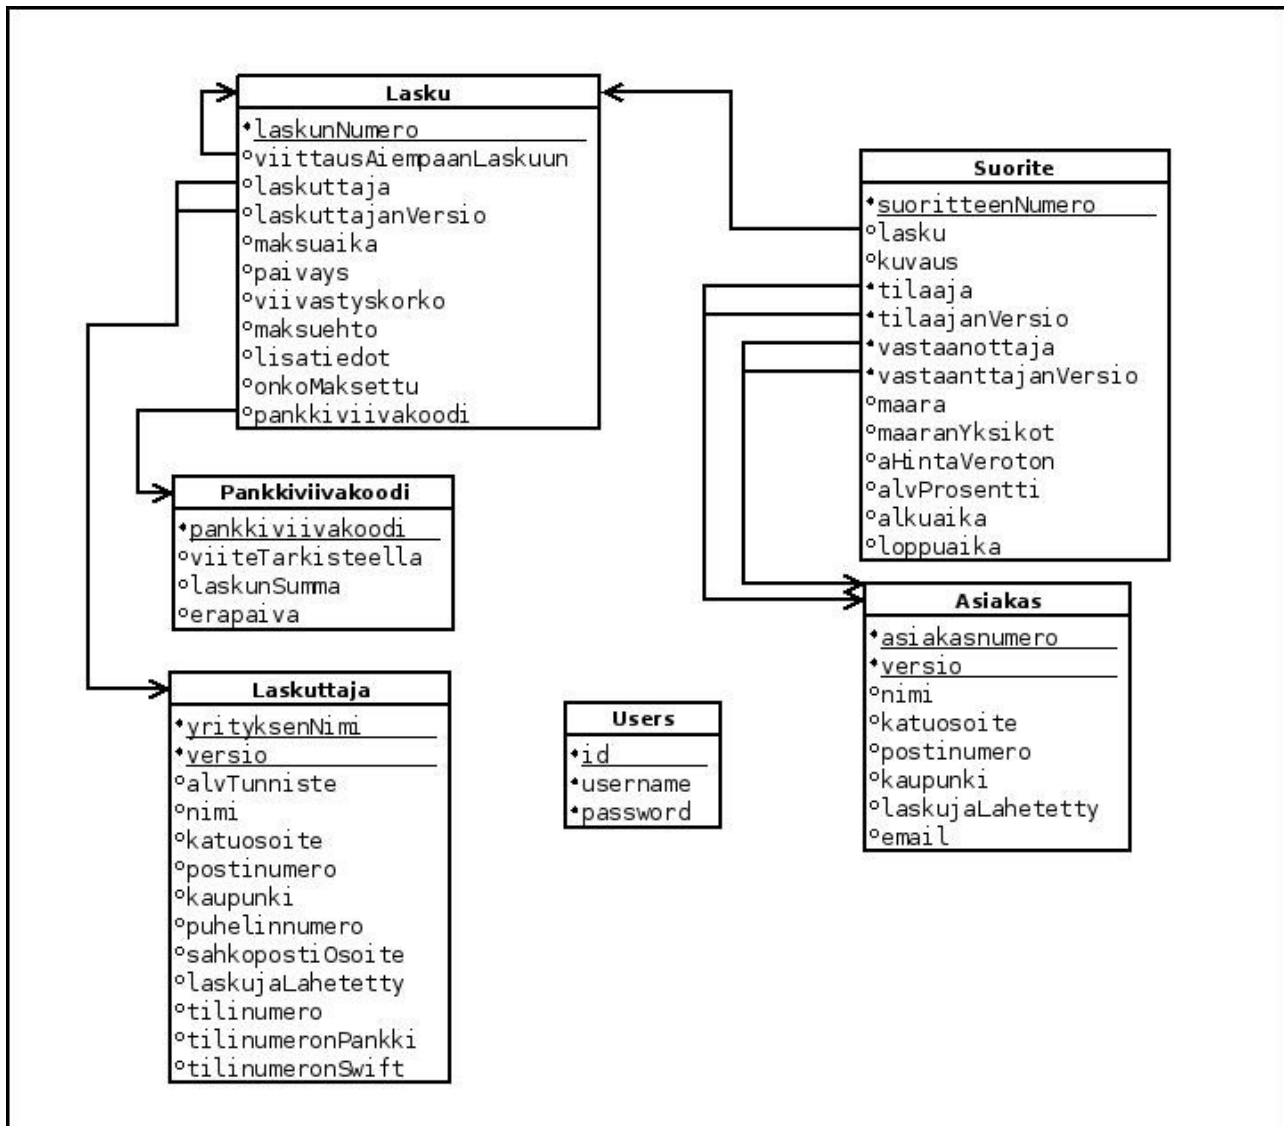 Lasku
laskunNumero
viittausAiempaanLaskuun
laskuttaja
laskuttajanVersio
maksuaika
paivays
viivastyskorko
maksuehto
lisatiedot
onkoMaksettu
pankkiviivakoodi
Suorite
suoritteenNumero
lasku
kuvaus
tilaaja
tilaajanVersio
vastaanottaja
vastaanttajanVersio
maara
maaranYksikot
aHintaVeroton
alvProsentti
alkuaika
loppuaika
Pankkiviivakoodi
pankkiviivakoodi
viiteTarkisteella
laskunSumma
erapaiva
Laskuttaja
yrityksenNimi
versio
alvTunniste
nimi
katuosoite
postinumero
kaupunki
puhelinnumero
sahkopostiOsoite
laskujaLahetetty
tilinumero
tilinumeronPankki
tilinumeronSwift
Users
id
username
password
Asiakas
asiakasnumero
versio
nimi
katuosoite
postinumero
kaupunki
laskujaLahetetty
email